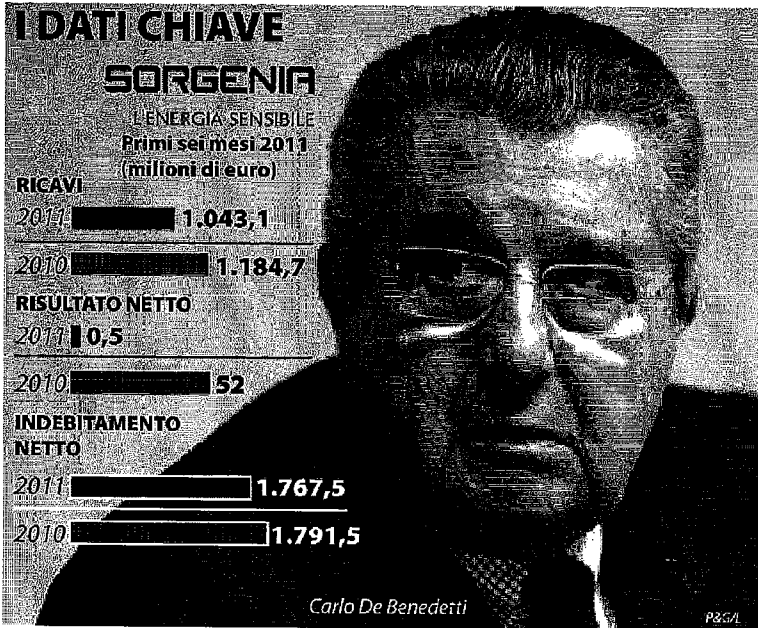 I DATI CHIAVE
SORGENIA
L'ENERGIA SENSIBILE
Primi sei mesi 2011
(milioni di euro)
RICAVI
2011 1.043,1
2010 1.184,7
RISULTATO NETTO
2011 0,5
2010 52
INDEBITAMENTO
NETTO
2011 1.767,5
2010 1.791,5
Carlo De Benedetti
P&G/L